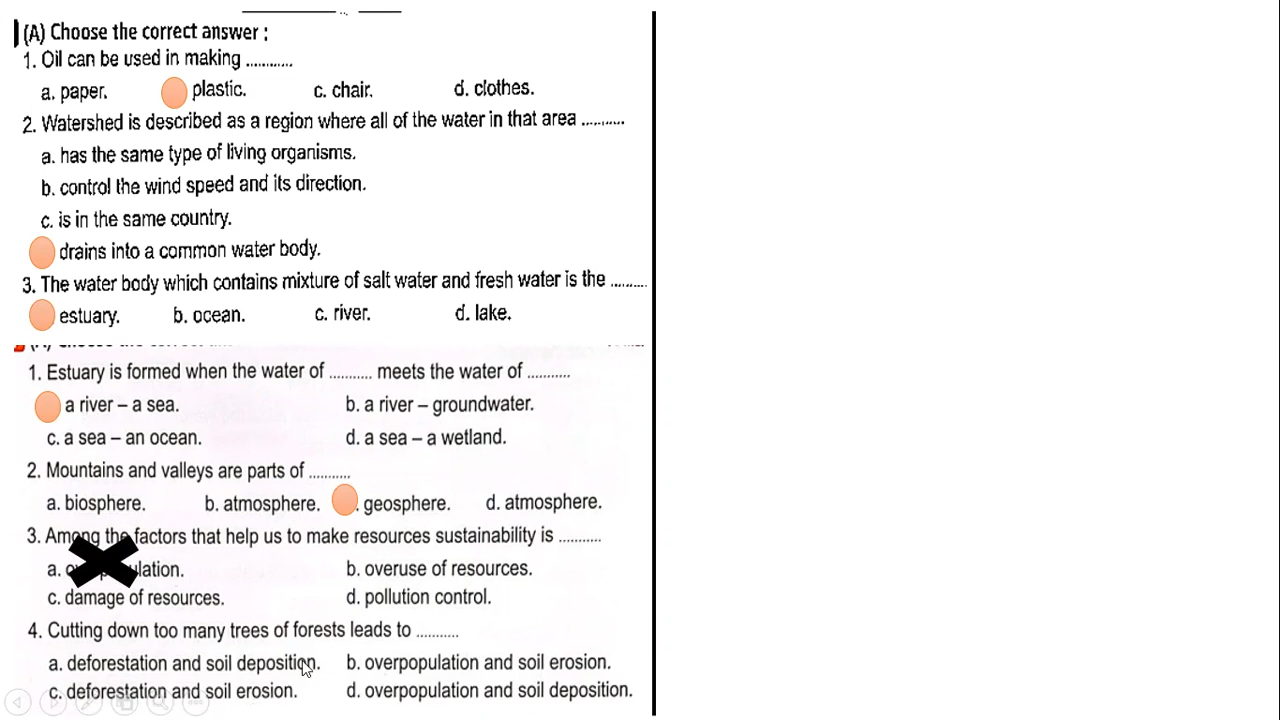 (A) Choose the correct answer :
1. Oil can be used in making ............
a. paper. plastic. c. chair. d. clothes.
2. Watershed is described as a region where all of the water in that area ...........
a. has the same type of living organisms.
b. control the wind speed and its direction.
c. is in the same country.
drains into a common water body.
3. The water body which contains mixture of salt water and fresh water is the .........
estuary. b. ocean. c. river. d. lake.
1. Estuary is formed when the water of .......... meets the water of ..........
a river – a sea. b. a river – groundwater.
c. a sea – an ocean. d. a sea – a wetland.
2. Mountains and valleys are parts of ..........
a. biosphere. b. atmosphere. . geosphere. d. atmosphere.
3. Among the factors that help us to make resources sustainability is ..........
a. b. overuse of resources.
c. damage of resources. d. pollution control.
4. Cutting down too many trees of forests leads to ..........
a. deforestation and soil deposition. b. overpopulation and soil erosion.
c. deforestation and soil erosion. d. overpopulation and soil deposition.